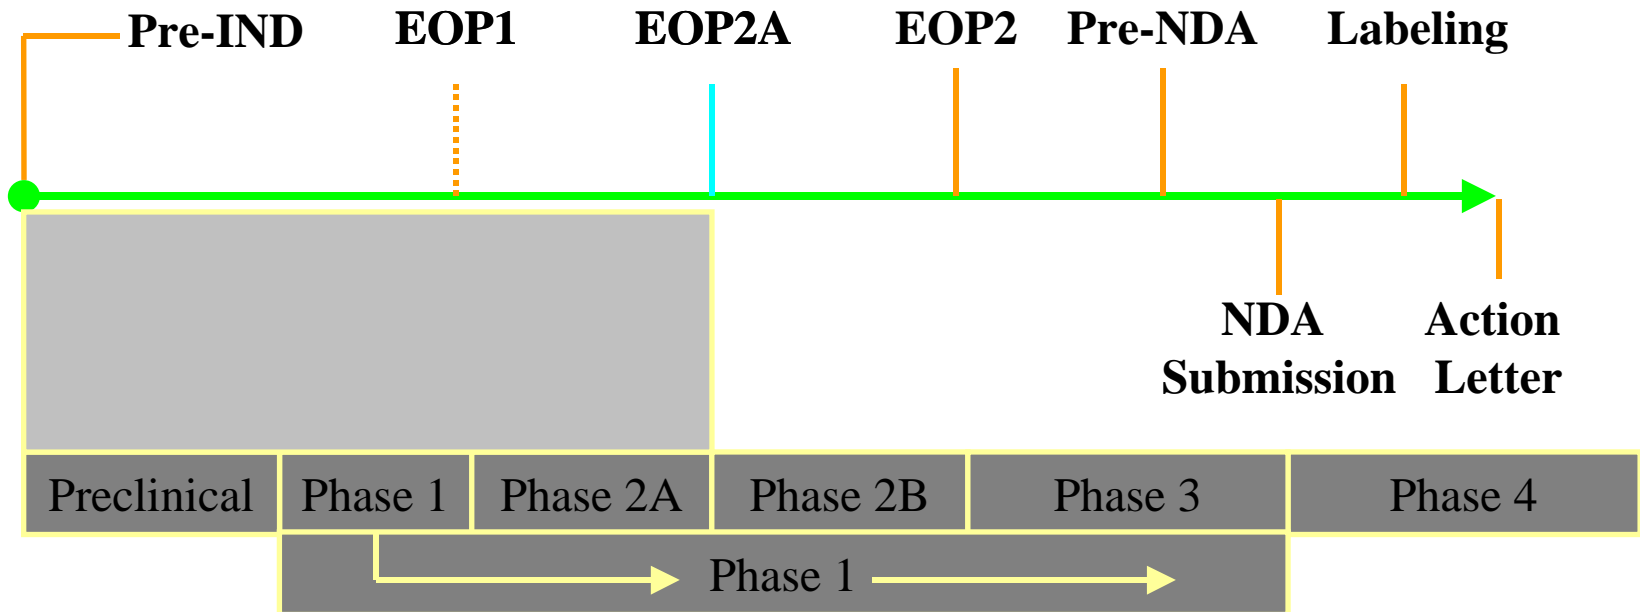 Pre-IND
EOP1
EOP2A
EOP2
Pre-NDA
Labeling
NDA
Submission
Action
Letter
Preclinical
Phase 1
Phase 2A
Phase 2B
Phase 3
Phase 4
Phase 1